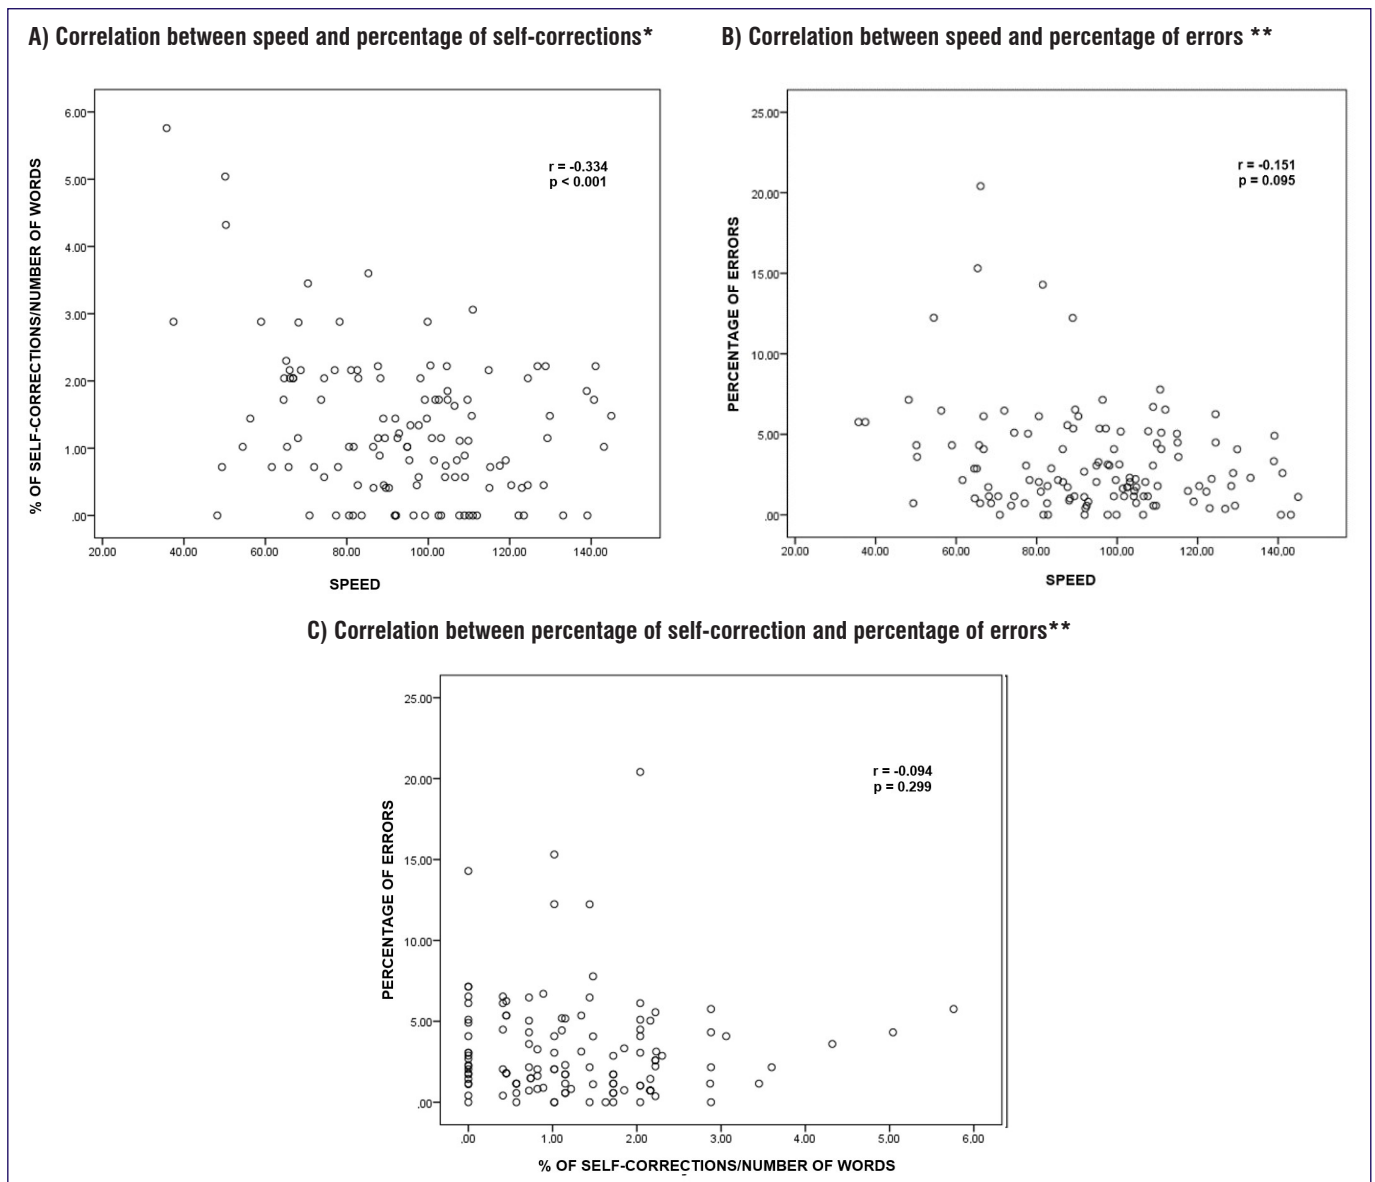 A) Correlation between speed and percentage of self-corrections*
% OF SELF-CORRECTIONS/NUMBER OF WORDS
6.00
5.00
4.00
3.00
2.00
1.00
.00
r = -0.334
p < 0.001
20.00 40.00 60.00 80.00 100.00 120.00 140.00
SPEED
B) Correlation between speed and percentage of errors **
PERCENTAGE OF ERRORS
25.00
20.00
15.00
10.00
5.00
.00
r = -0.151
p = 0.095
20.00 40.00 60.00 80.00 100.00 120.00 140.00
SPEED
C) Correlation between percentage of self-correction and percentage of errors**
PERCENTAGE OF ERRORS
25.00
20.00
15.00
10.00
5.00
.00
r = -0.094
p = 0.299
.00 1.00 2.00 3.00 4.00 5.00 6.00
% OF SELF-CORRECTIONS/NUMBER OF WORDS